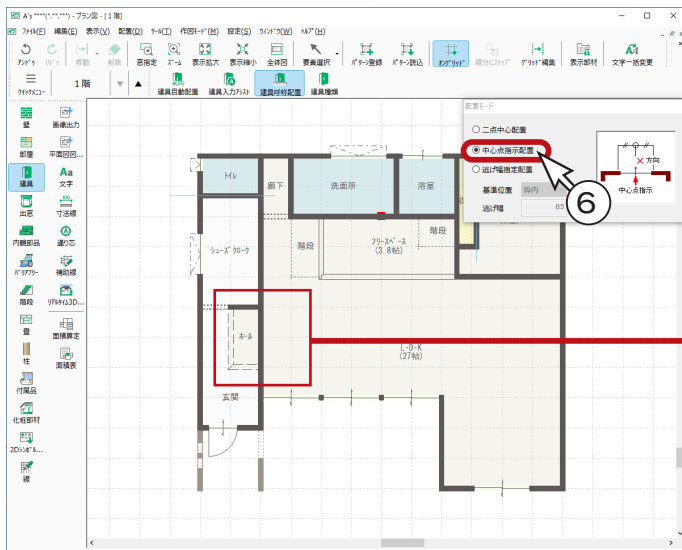 A's ****(*.**.***) - プラン図 - [1階]
ファイル(F) 編集(E) 表示(V) 配置(D) ツール(T) 作図モード(M) 設定(S) ウィンドウ(W) ヘルプ(H)
アンドゥ リドゥ 移動 削除 窓指定 ズーム 表示拡大 表示縮小 全体図 要素選択 パターン登録 パターン読込 オングリッド 線分にスナップ グリッド編集 表示部材 文字一括変更
クイックメニュー 1階 建具自動配置 建具入力アシスト 建具呼称配置 建具種類
AUTO
壁 画像出力
部屋 平面図図...
建具 Aa 文字
出窓 寸法線
内観部品 通り芯
バリアフリー 補助線
階段 リアルタイム3D...
畳 面積算定
柱 面積表
付属品
化粧部材
2Dシンボル...
線
配置モード
二点中心配置
中心点指示配置
逃げ幅指定配置
基準位置 枠内
逃げ幅 85
方向
中心点指示
6
トイレ
廊下
洗面所
浴室
階段
フリースペース
(3.8帖)
階段
シューズクローク
ホール
L・D・K
(27帖)
玄関